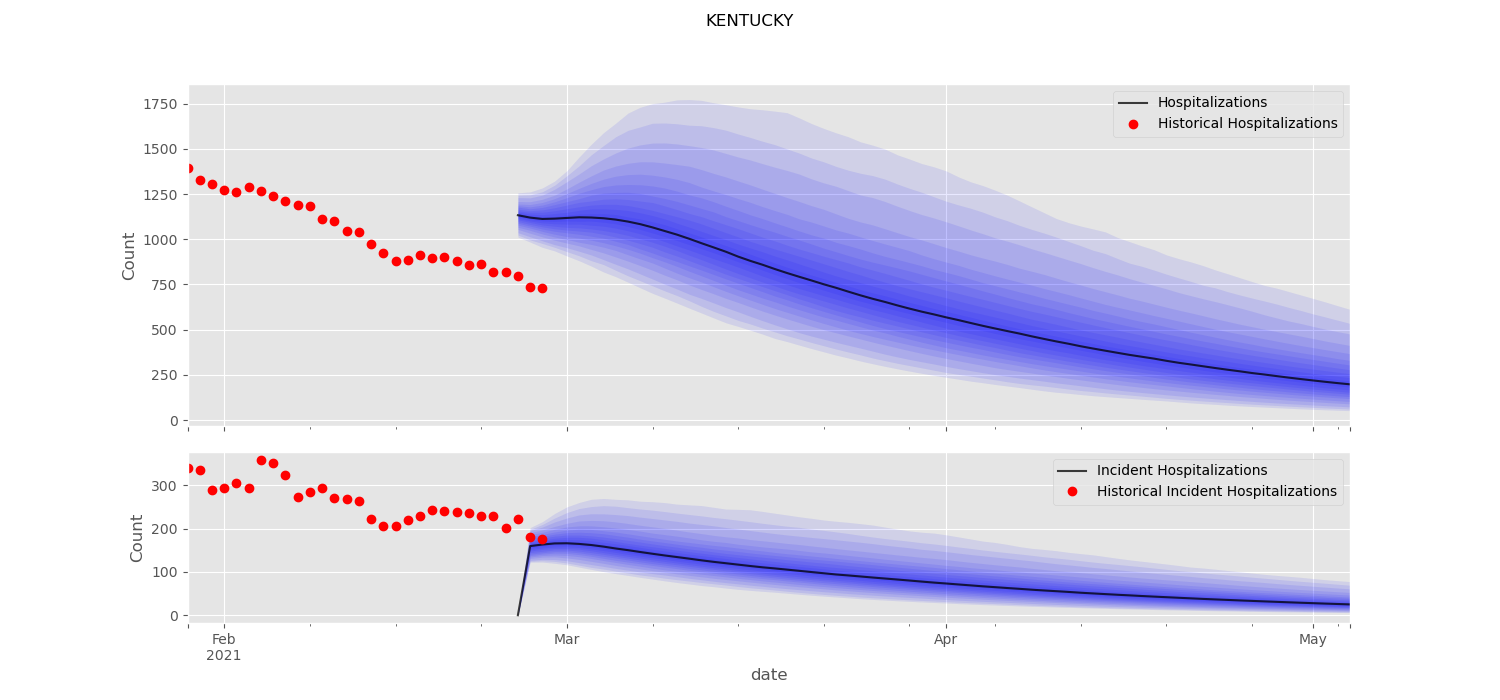 KENTUCKY
Hospitalizations
Historical Hospitalizations
Count
1750
1500
1250
1000
750
500
250
0
Incident Hospitalizations
Historical Incident Hospitalizations
Count
300
200
100
0
Feb
2021
Mar
Apr
May
date